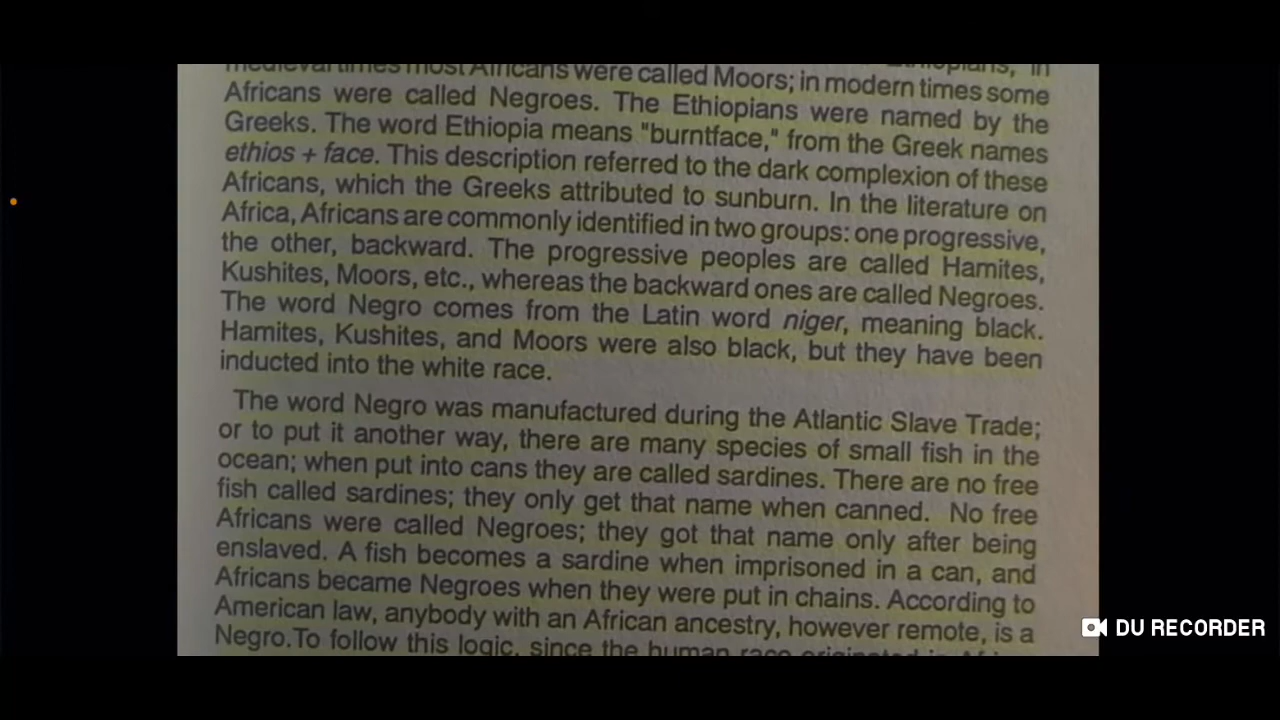 Ethiopians, in
medieval times most Africans were called Moors; in modern times some
Africans were called Negroes. The Ethiopians were named by the
Greeks. The word Ethiopia means "burntface," from the Greek names
ethios + face. This description referred to the dark complexion of these
Africans, which the Greeks attributed to sunburn. In the literature on
Africa, Africans are commonly identified in two groups: one progressive,
the other, backward. The progressive peoples are called Hamites,
Kushites, Moors, etc., whereas the backward ones are called Negroes.
The word Negro comes from the Latin word niger, meaning black.
Hamites, Kushites, and Moors were also black, but they have been
inducted into the white race.
The word Negro was manufactured during the Atlantic Slave Trade;
or to put it another way, there are many species of small fish in the
ocean; when put into cans they are called sardines. There are no free
fish called sardines; they only get that name when canned. No free
Africans were called Negroes; they got that name only after being
enslaved. A fish becomes a sardine when imprisoned in a can, and
Africans became Negroes when they were put in chains. According to
American law, anybody with an African ancestry, however remote, is a
Negro.To follow this logic, since the human race originated in
DU RECORDER